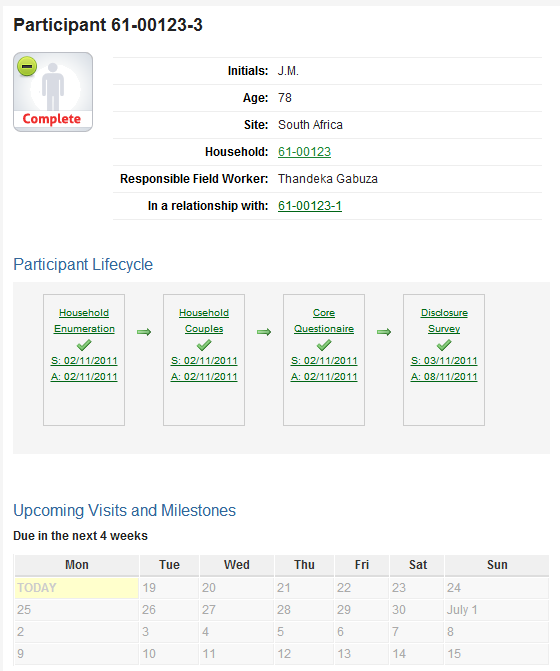 Participant 61-00123-3
Complete
Initials: J.M.
Age: 78
Site: South Africa
Household: 61-00123
Responsible Field Worker: Thandeka Gabuza
In a relationship with: 61-00123-1
Participant Lifecycle
Household
Enumeration
S: 02/11/2011
A: 02/11/2011
Household
Couples
S: 02/11/2011
A: 02/11/2011
Core
Questionaire
S: 02/11/2011
A: 02/11/2011
Disclosure
Survey
S: 03/11/2011
A: 08/11/2011
Upcoming Visits and Milestones
Due in the next 4 weeks
Mon Tue Wed Thu Fri Sat Sun
TODAY 19 20 21 22 23 24
25 26 27 28 29 30 July 1
2 3 4 5 6 7 8
9 10 11 12 13 14 15